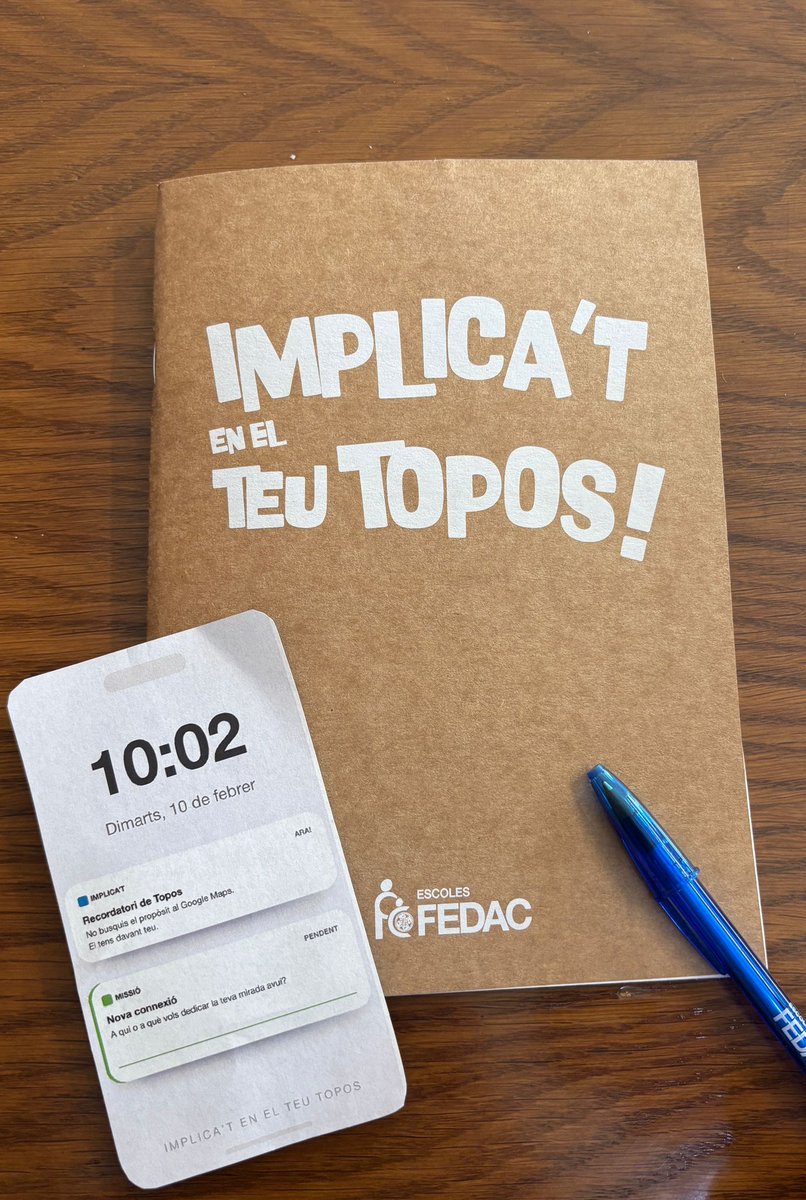 IMPLICA'T
EN EL
TEU TOPOS!
ESCOLES
FEDAC
10:02
Dimarts, 10 de febrer
ARA!
IMPLICA'T
Recordatori de Topos
No busquis el propòsit al Google Maps.
El tens davant teu.
PENDENT
MISSIÓ
Nova connexió
A qui o a què vols dedicar la teva mirada avui?
IMPLICA'T EN EL TEU TOPOS